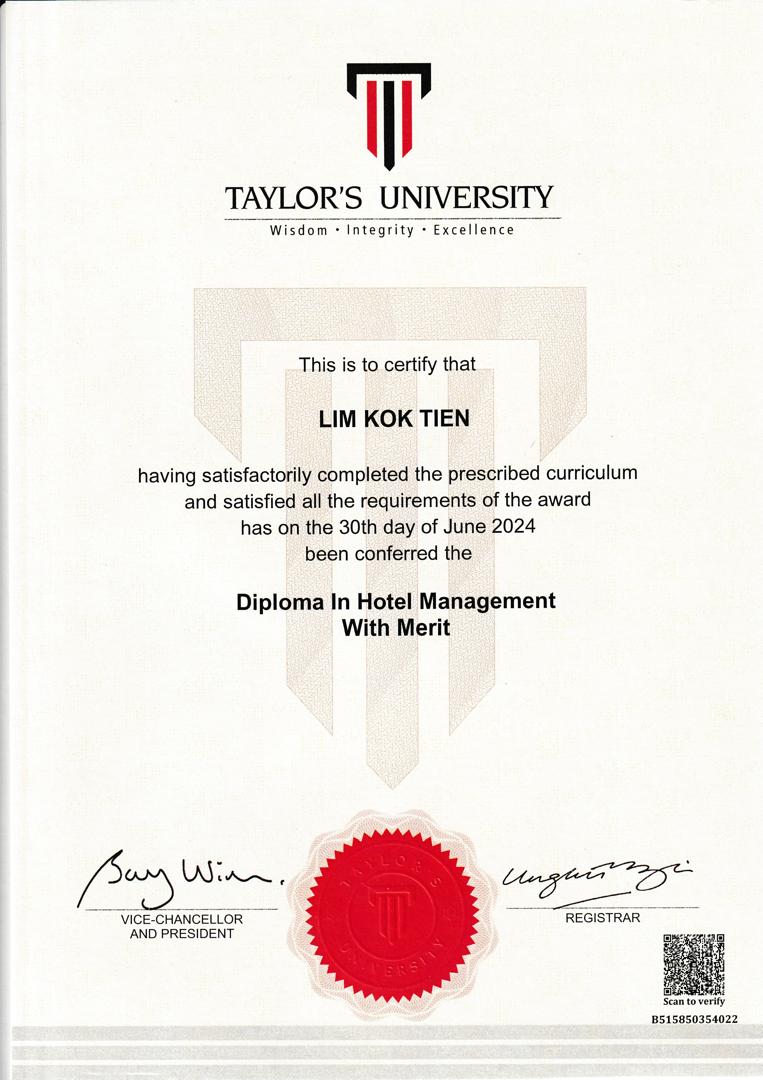 TAYLOR'S UNIVERSITY
Wisdom • Integrity • Excellence
This is to certify that
LIM KOK TIEN
having satisfactorily completed the prescribed curriculum
and satisfied all the requirements of the award
has on the 30th day of June 2024
been conferred the
Diploma In Hotel Management
With Merit
VICE-CHANCELLOR
AND PRESIDENT
TAYLOR'S
UNIVERSITY
REGISTRAR
Scan to verify
B515850354022